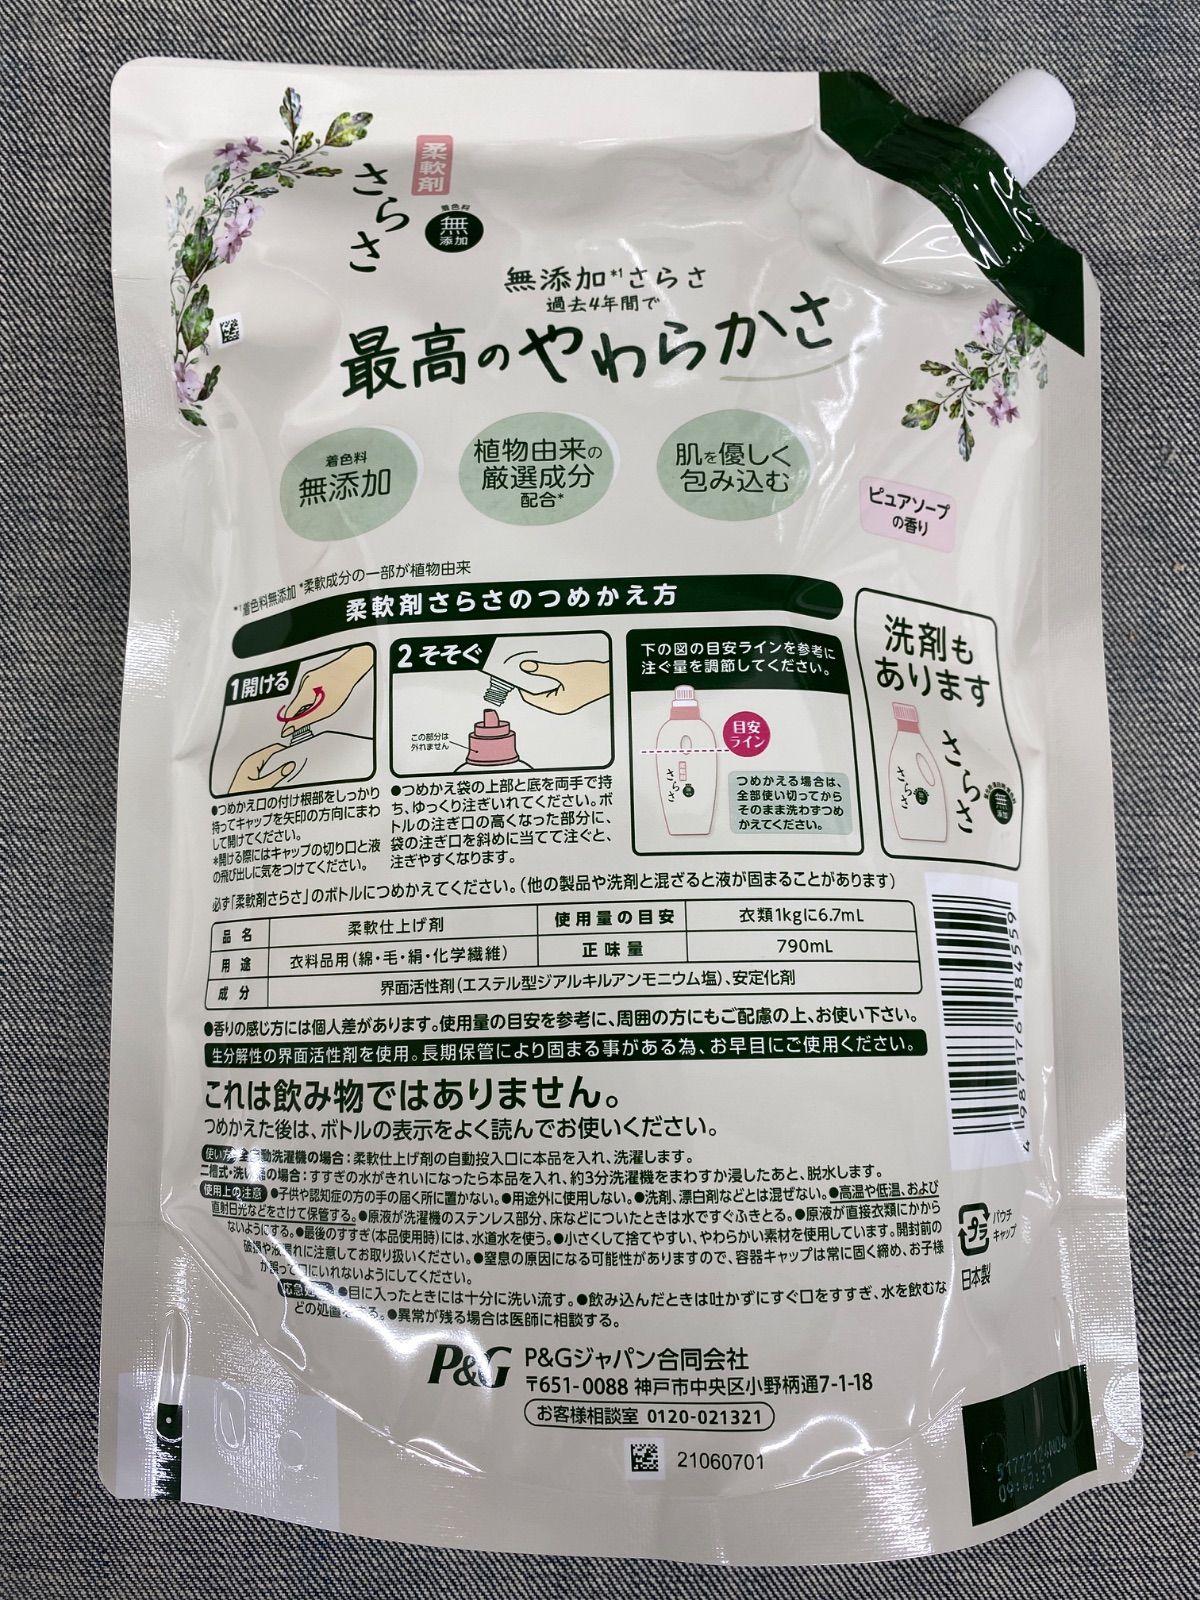 柔軟剤
さらさ
着色料
無
添加
無添加*¹さらさ
過去4年間で
最高のやわらかさ
着色料
無添加
植物由来の
厳選成分
配合*
肌を優しく
包み込む
ピュアソープ
の香り
*¹着色料無添加 *柔軟成分の一部が植物由来
柔軟剤さらさのつめかえ方
1開ける
●つめかえ口の付け根部をしっかり
持ってキャップを矢印の方向にまわ
して開けてください。
*開ける際にはキャップの切り口と液
の飛び出しに気をつけてください。
2そそぐ
この部分は
外れません
●つめかえ袋の上部と底を両手で持
ち、ゆっくり注ぎいれてください。ボ
トルの注ぎ口の高くなった部分に、
袋の注ぎ口を斜めに当てて注ぐと、
注ぎやすくなります。
下の図の目安ラインを参考に
注ぐ量を調節してください。
目安
ライン
さらさ
つめかえる場合は、
全部使い切ってから
そのまま洗わずつめ
かえてください。
洗剤も
あります
さらさ
さらさ
無
添加
必ず「柔軟剤さらさ」のボトルにつめかえてください。(他の製品や洗剤と混ざると液が固まることがあります)
品名 柔軟仕上げ剤 使用量の目安 衣類1kgに6.7mL
用途 衣料品用(綿・毛・絹・化学繊維) 正味量 790mL
成分 界面活性剤(エステル型ジアルキルアンモニウム塩)、安定化剤
●香りの感じ方には個人差があります。使用量の目安を参考に、周囲の方にもご配慮の上、お使い下さい。
生分解性の界面活性剤を使用。長期保管により固まる事がある為、お早目にご使用ください。
これは飲み物ではありません。
つめかえた後は、ボトルの表示をよく読んでお使いください。
使い方 全自動洗濯機の場合:柔軟仕上げ剤の自動投入口に本品を入れ、洗濯します。
二槽式・洗い桶の場合:すすぎの水がきれいになったら本品を入れ、約3分洗濯機をまわすか浸したあと、脱水します。
使用上の注意 ●子供や認知症の方の手の届く所に置かない。●用途外に使用しない。●洗剤、漂白剤などとは混ぜない。●高温や低温、および
直射日光などをさけて保管する。●原液が洗濯機のステンレス部分、床などについたときは水ですぐふきとる。●原液が直接衣類にかから
ないようにする。●最後のすすぎ(本品使用時)には、水道水を使う。●小さくして捨てやすい、やわらかい素材を使用しています。開封前の
破損や液漏れに注意してお取り扱いください。●窒息の原因になる可能性がありますので、容器キャップは常に固く締め、お子様
が誤って口にいれないようにしてください。
応急処置 ●目に入ったときには十分に洗い流す。●飲み込んだときは吐かずにすぐ口をすすぎ、水を飲むな
どの処置をする。●異常が残る場合は医師に相談する。
4 987176 184559
プラ
パウチ
キャップ
日本製
P&G
P&Gジャパン合同会社
〒651-0088 神戸市中央区小野柄通7-1-18
お客様相談室 0120-021321
21060701
09:42:31